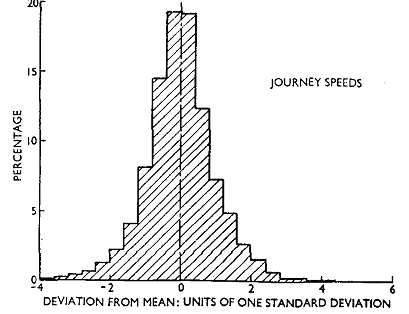 20
15
10
5
0
PERCENTAGE
JOURNEY SPEEDS
-4 -2 0 2 4 6
DEVIATION FROM MEAN: UNITS OF ONE STANDARD DEVIATION